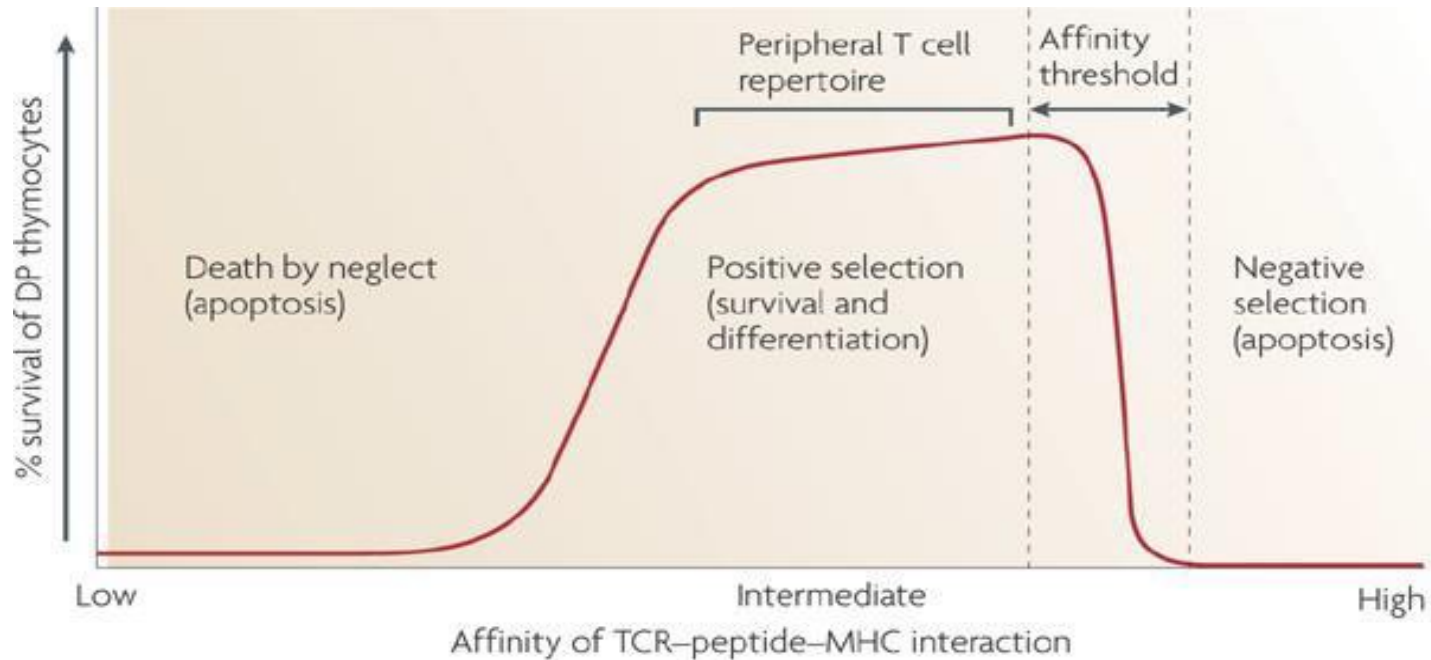 Peripheral T cell
repertoire
Affinity
threshold
% survival of DP thymocytes
Death by neglect
(apoptosis)
Positive selection
(survival and
differentiation)
Negative
selection
(apoptosis)
Low
Intermediate
High
Affinity of TCR–peptide–MHC interaction